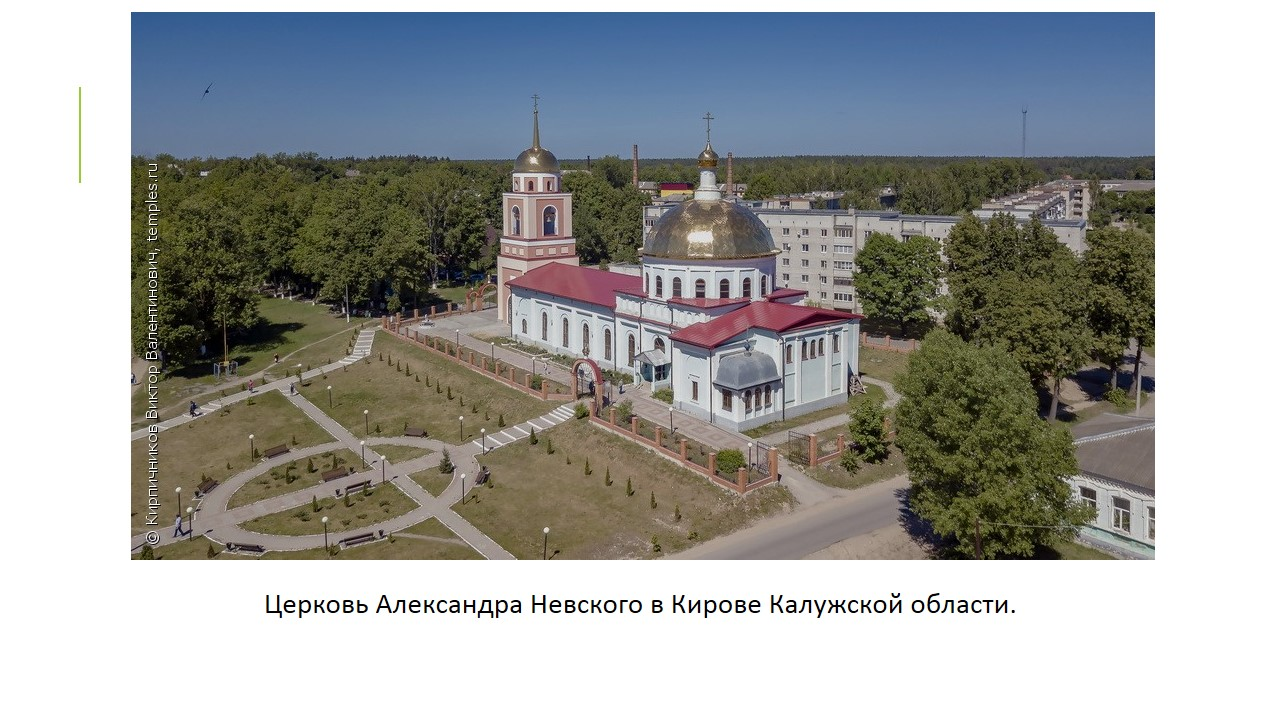 © Кирпичников Виктор Валентинович, temples.ru
Церковь Александра Невского в Кирове Калужской области.